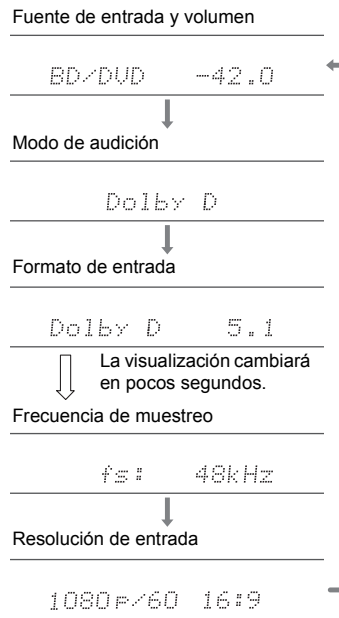 Fuente de entrada y volumen
BD/DVD -42.0
Modo de audición
Dolby D
Formato de entrada
Dolby D 5.1
La visualización cambiará
en pocos segundos.
Frecuencia de muestreo
fs: 48kHz
Resolución de entrada
1080p/60 16:9